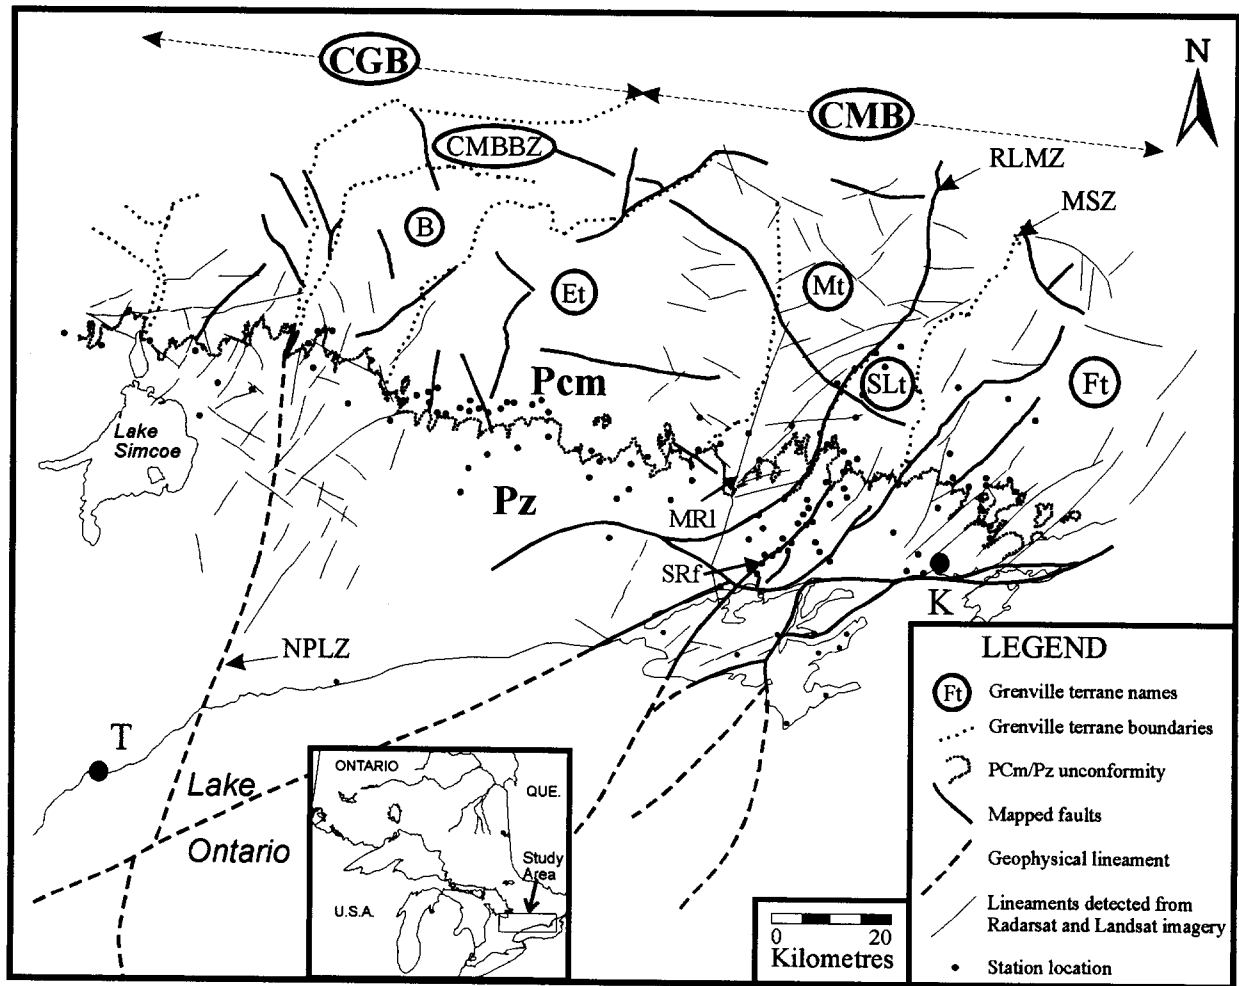 CGB
N
CMB
CMBBZ
RLMZ
MSZ
B
Et
Mt
SLt
Ft
Pcm
Lake
Simcoe
Pz
MRl
SRf
K
NPLZ
T
Lake
Ontario
ONTARIO
QUE.
Study
Area
U.S.A.
0 20
Kilometres
LEGEND
Ft Grenville terrane names
Grenville terrane boundaries
PCm/Pz unconformity
Mapped faults
Geophysical lineament
Lineaments detected from
Radarsat and Landsat imagery
Station location